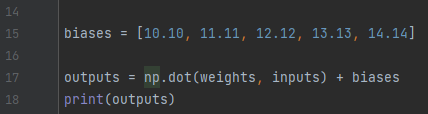 14
15 biases = [10.10, 11.11, 12.12, 13.13, 14.14]
16
17 outputs = np.dot(weights, inputs) + biases
18 print(outputs)